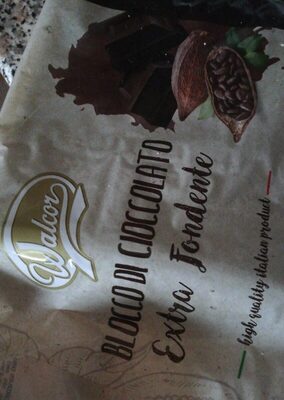 Walcor
BLOCCO DI CIOCCOLATO
Extra Fondente
high quality italian product